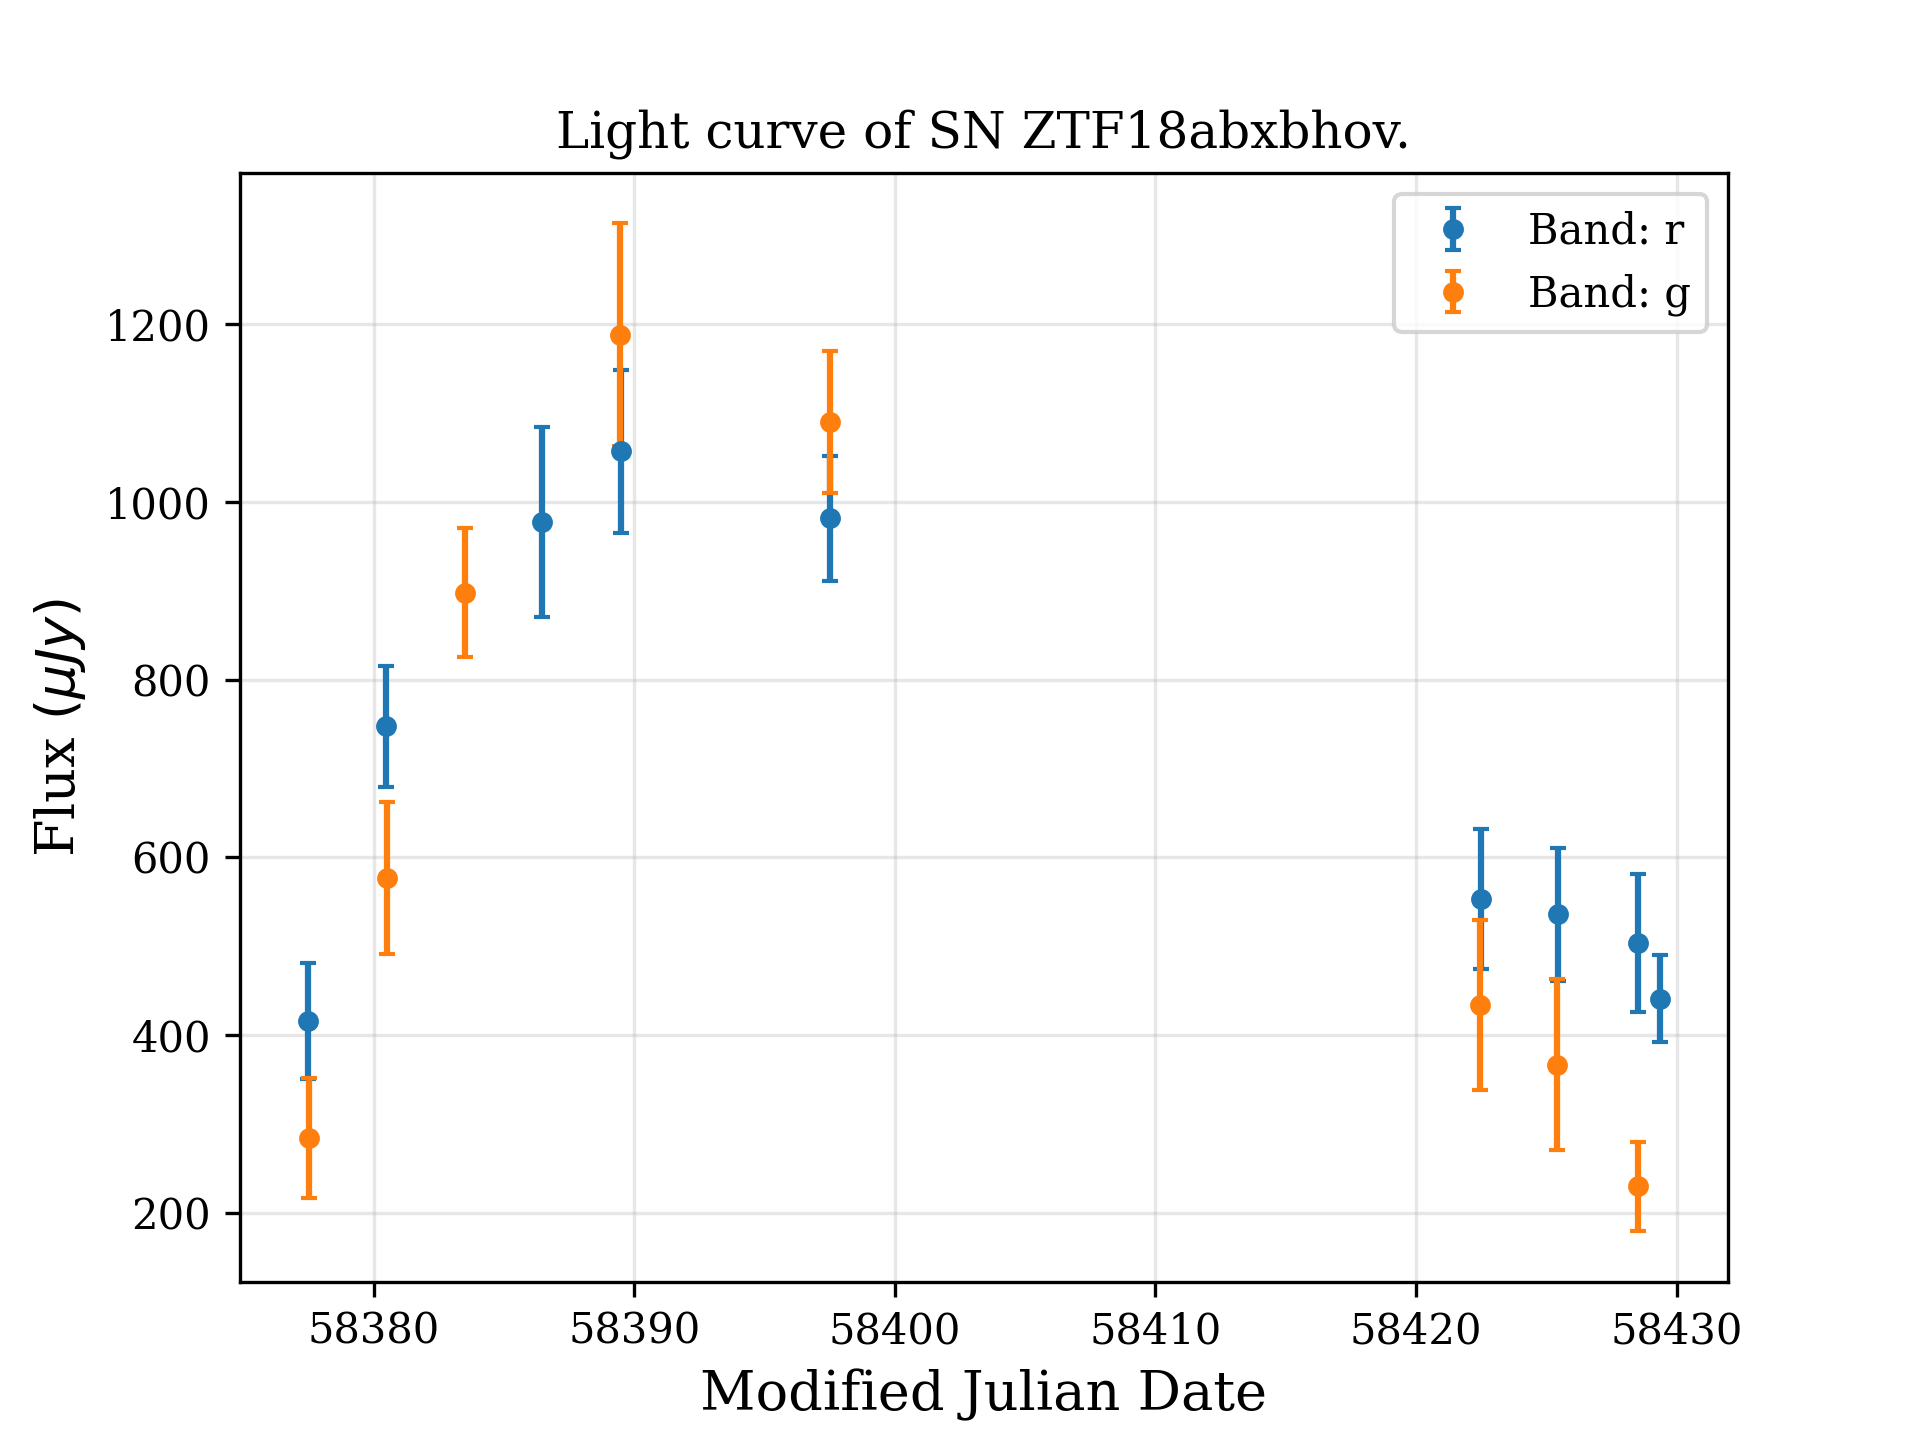 Light curve of SN ZTF18abxbhov.
Band: r
Band: g
1200
1000
800
600
400
200
Flux (μJy)
58380 58390 58400 58410 58420 58430
Modified Julian Date